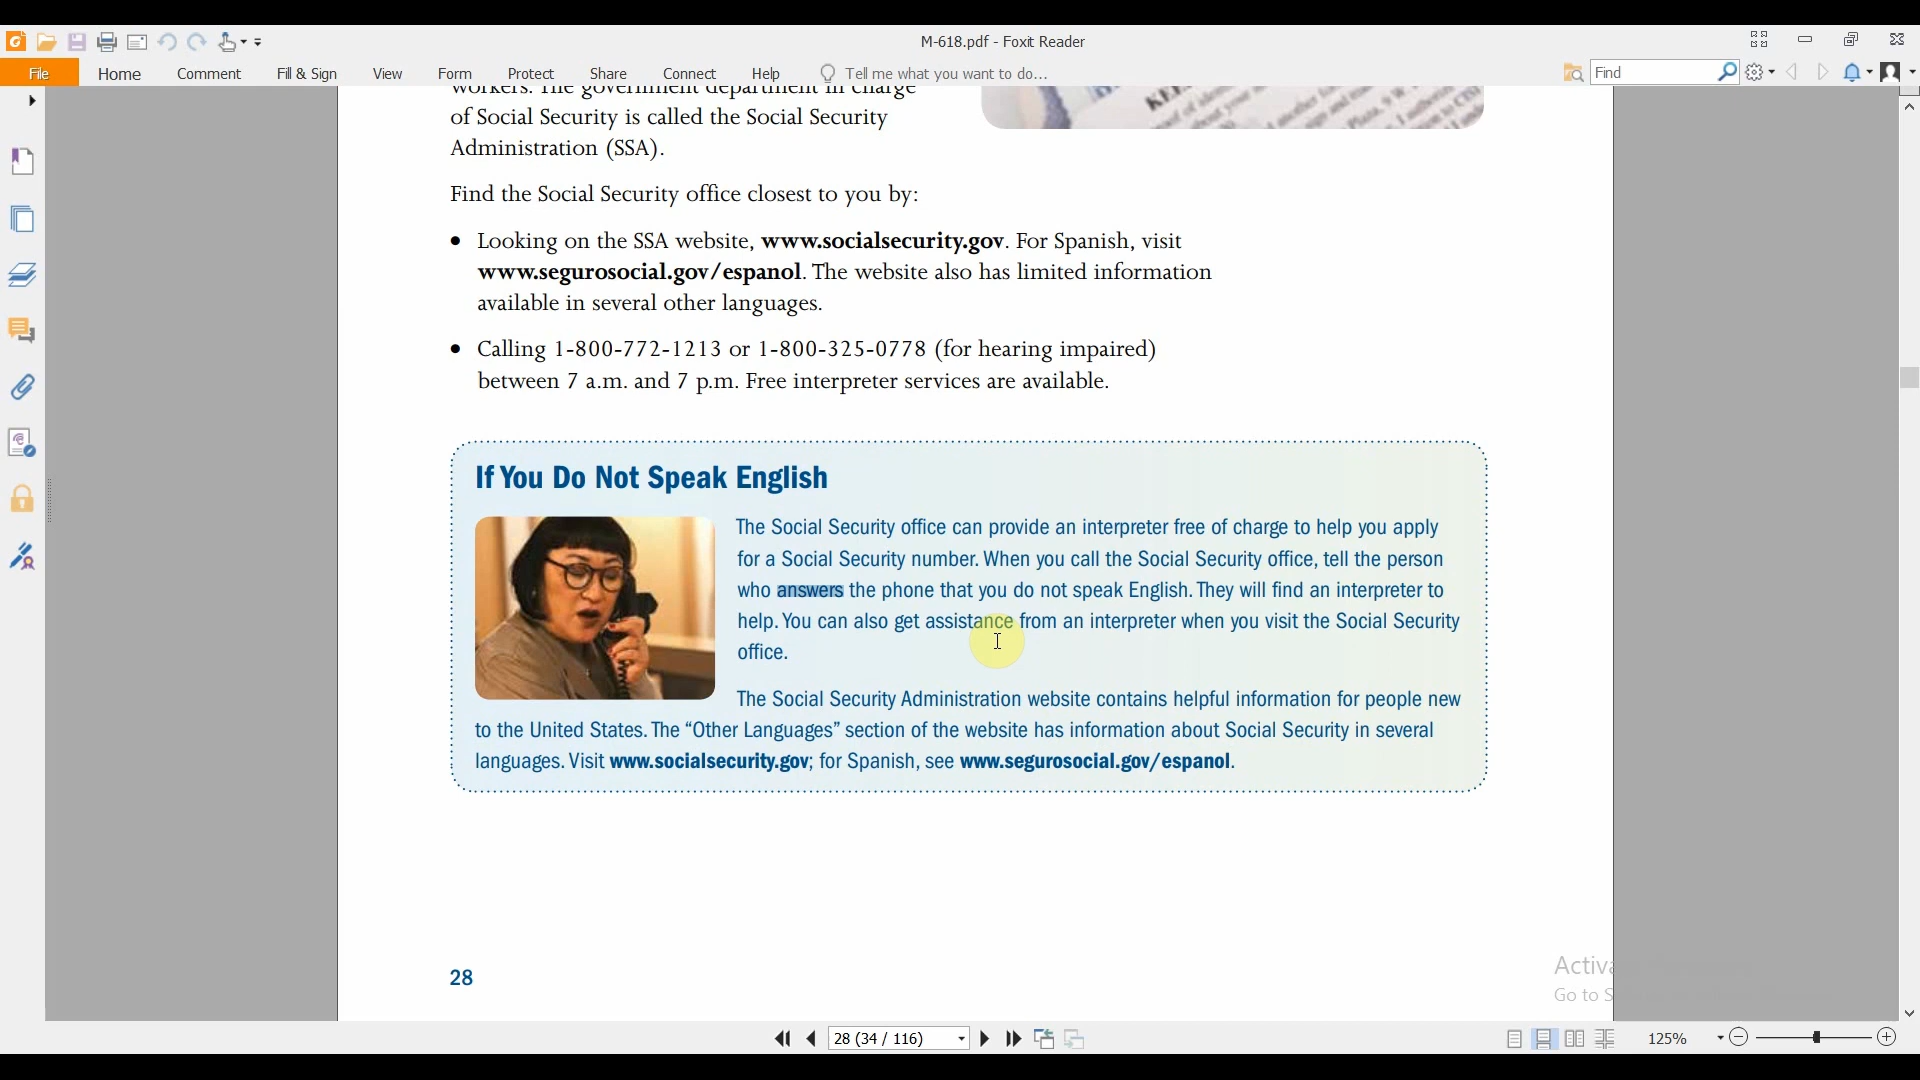 M-618.pdf - Foxit Reader
File Home Comment Fill & Sign View Form Protect Share Connect Help Tell me what you want to do... Find
workers. The government department in charge
of Social Security is called the Social Security
Administration (SSA).
Find the Social Security office closest to you by:
• Looking on the SSA website, www.socialsecurity.gov. For Spanish, visit
www.segurosocial.gov/espanol. The website also has limited information
available in several other languages.
• Calling 1-800-772-1213 or 1-800-325-0778 (for hearing impaired)
between 7 a.m. and 7 p.m. Free interpreter services are available.
If You Do Not Speak English
The Social Security office can provide an interpreter free of charge to help you apply
for a Social Security number. When you call the Social Security office, tell the person
who answers the phone that you do not speak English. They will find an interpreter to
help. You can also get assistance from an interpreter when you visit the Social Security
office.
The Social Security Administration website contains helpful information for people new
to the United States. The “Other Languages” section of the website has information about Social Security in several
languages. Visit www.socialsecurity.gov; for Spanish, see www.segurosocial.gov/espanol.
28
Activa
Go to S
28 (34 / 116)
125%